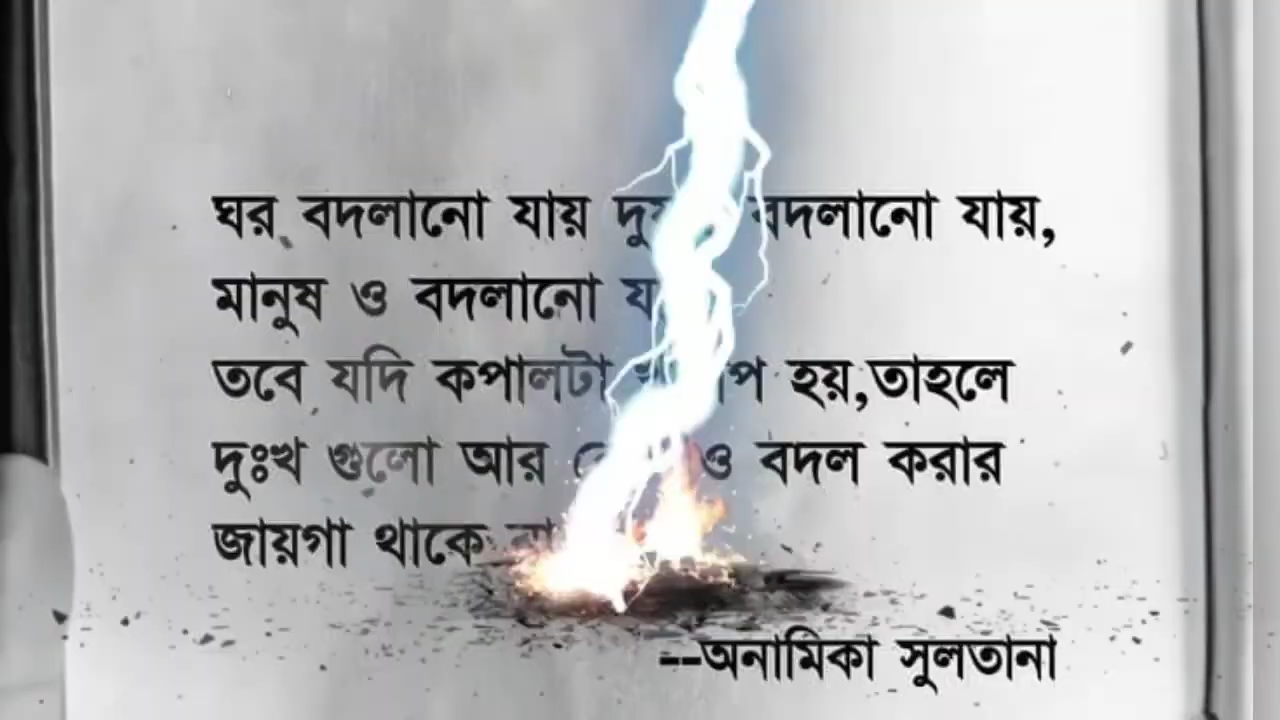 ঘর বদলানো যায় বদলানো যায়,
মানুষ ও বদলানো
তবে যদি কপালটা হয়,তাহলে
দুঃখ গুলো আর বদল করার
জায়গা থাকে
--অনামিকা সুলতানা